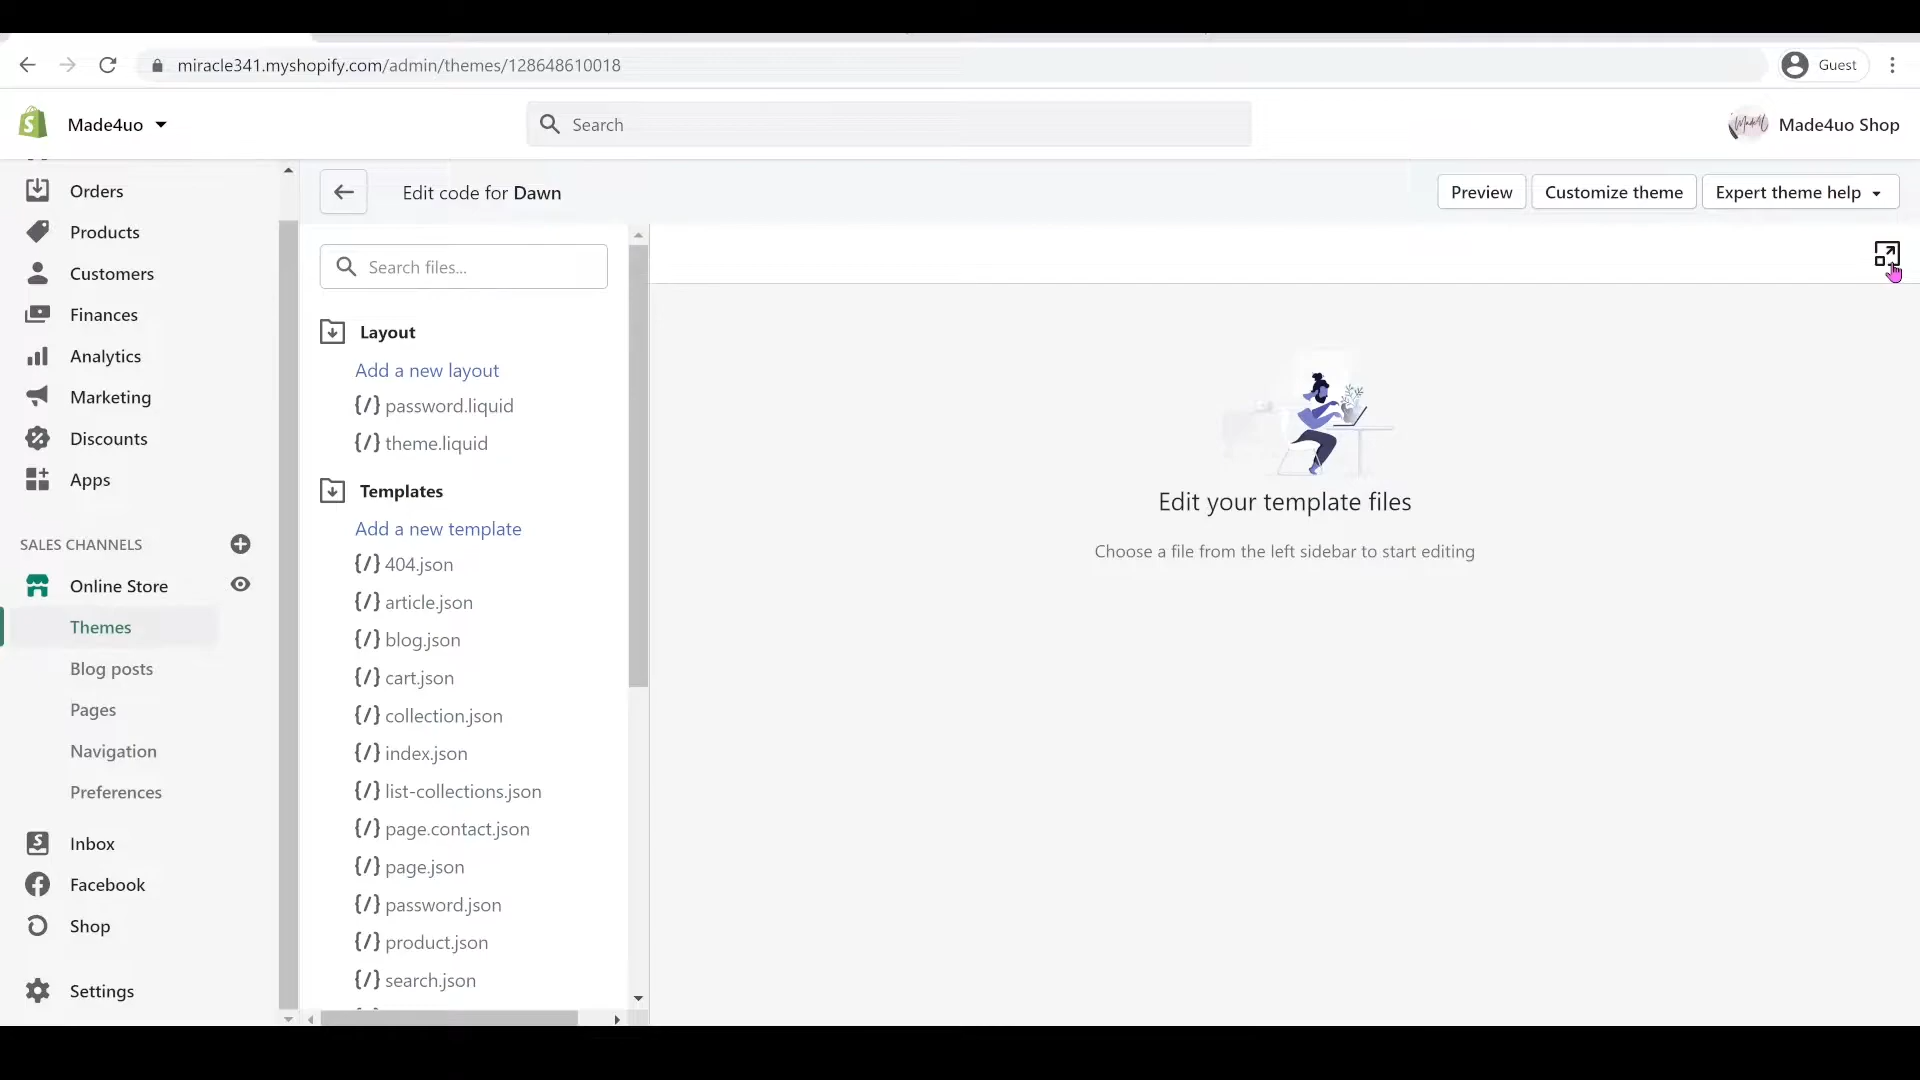 miracle341.myshopify.com/admin/themes/128648610018
Guest
Made4uo
Search
Made4uo Shop
Orders
Products
Customers
Finances
Analytics
Marketing
Discounts
Apps
SALES CHANNELS
Online Store
Themes
Blog posts
Pages
Navigation
Preferences
Inbox
Facebook
Shop
Settings
Edit code for Dawn
Preview
Customize theme
Expert theme help
Search files...
Layout
Add a new layout
{/} password.liquid
{/} theme.liquid
Templates
Add a new template
{/} 404.json
{/} article.json
{/} blog.json
{/} cart.json
{/} collection.json
{/} index.json
{/} list-collections.json
{/} page.contact.json
{/} page.json
{/} password.json
{/} product.json
{/} search.json
Edit your template files
Choose a file from the left sidebar to start editing